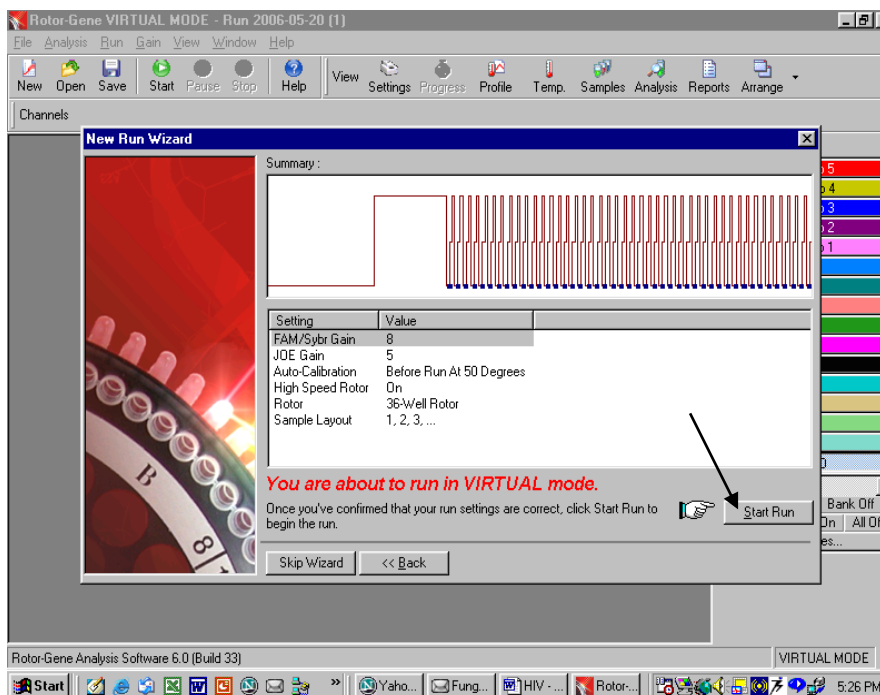 Rotor-Gene VIRTUAL MODE - Run 2006-05-20 (1)
File Analysis Run Gain View Window Help
New Open Save Start Pause Stop Help View Settings Progress Profile Temp. Samples Analysis Reports Arrange
Channels
New Run Wizard
Summary :
Setting Value
FAM/Sybr Gain 8
JOE Gain 5
Auto-Calibration Before Run At 50 Degrees
High Speed Rotor On
Rotor 36-Well Rotor
Sample Layout 1, 2, 3, ...
You are about to run in VIRTUAL mode.
Once you've confirmed that your run settings are correct, click Start Run to
begin the run.
Start Run
Skip Wizard << Back
B
8
5
4
3
2
1
Bank Off
On All Of
es...
Rotor-Gene Analysis Software 6.0 (Build 33) VIRTUAL MODE
Start » Yaho... Fung... HIV - ... Rotor-... 5:26 PM